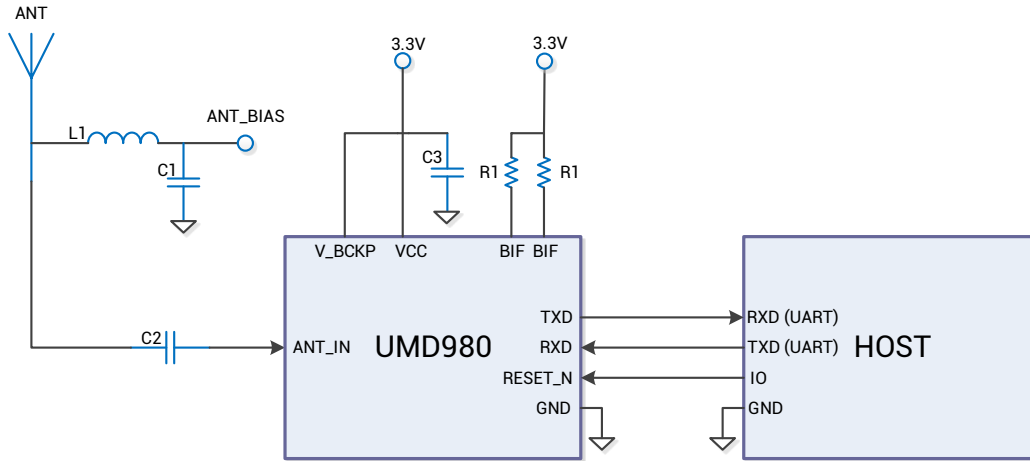 ANT
3.3V
3.3V
ANT_BIAS
L1
C1
C3
R1
R1
V_BCKP
VCC
BIF
BIF
TXD
RXD (UART)
C2
ANT_IN
UMD980
RXD
TXD (UART)
HOST
RESET_N
IO
GND
GND